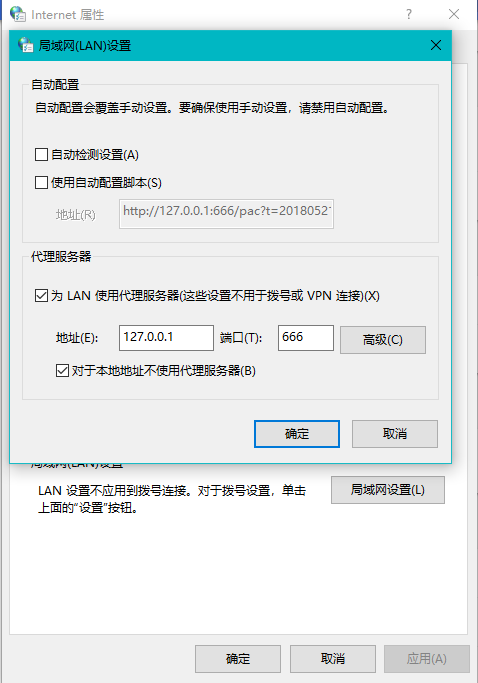 Internet 属性
局域网(LAN)设置
自动配置
自动配置会覆盖手动设置。要确保使用手动设置，请禁用自动配置。
自动检测设置(A)
使用自动配置脚本(S)
地址(R)
http://127.0.0.1:666/pac?t=2018052
代理服务器
为 LAN 使用代理服务器(这些设置不用于拨号或 VPN 连接)(X)
地址(E): 127.0.0.1 端口(T): 666 高级(C)
对于本地地址不使用代理服务器(B)
确定 取消
局域网(LAN)设置
LAN 设置不应用到拨号连接。对于拨号设置，单击
上面的“设置”按钮。
局域网设置(L)
确定 取消 应用(A)